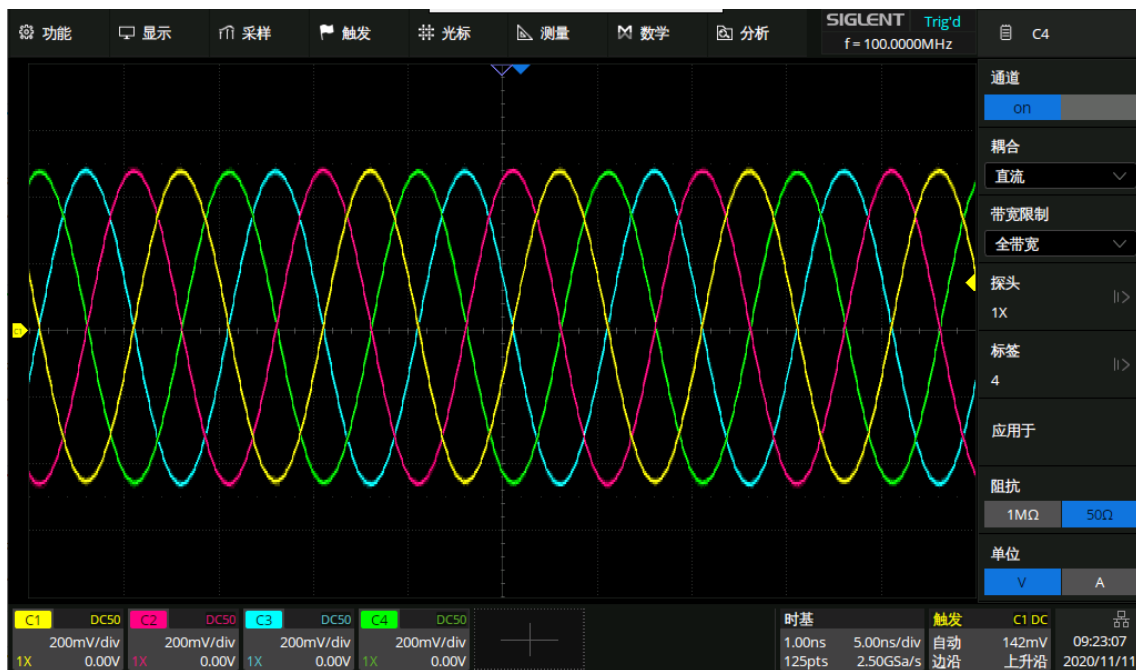 功能 显示 采样 触发 光标 测量 数学 分析 SIGLENT Trig'd C4
f = 100.0000MHz
通道
on
耦合
直流
带宽限制
全带宽
探头
1X
标签
4
应用于
阻抗
1MΩ 50Ω
单位
V A
C1
C1 DC50 C2 DC50 C3 DC50 C4 DC50 时基 触发 C1 DC
200mV/div 200mV/div 200mV/div 200mV/div 1.00ns 5.00ns/div 自动 142mV 09:23:07
1X 0.00V 1X 0.00V 1X 0.00V 1X 0.00V 125pts 2.50GSa/s 边沿 上升沿 2020/11/11